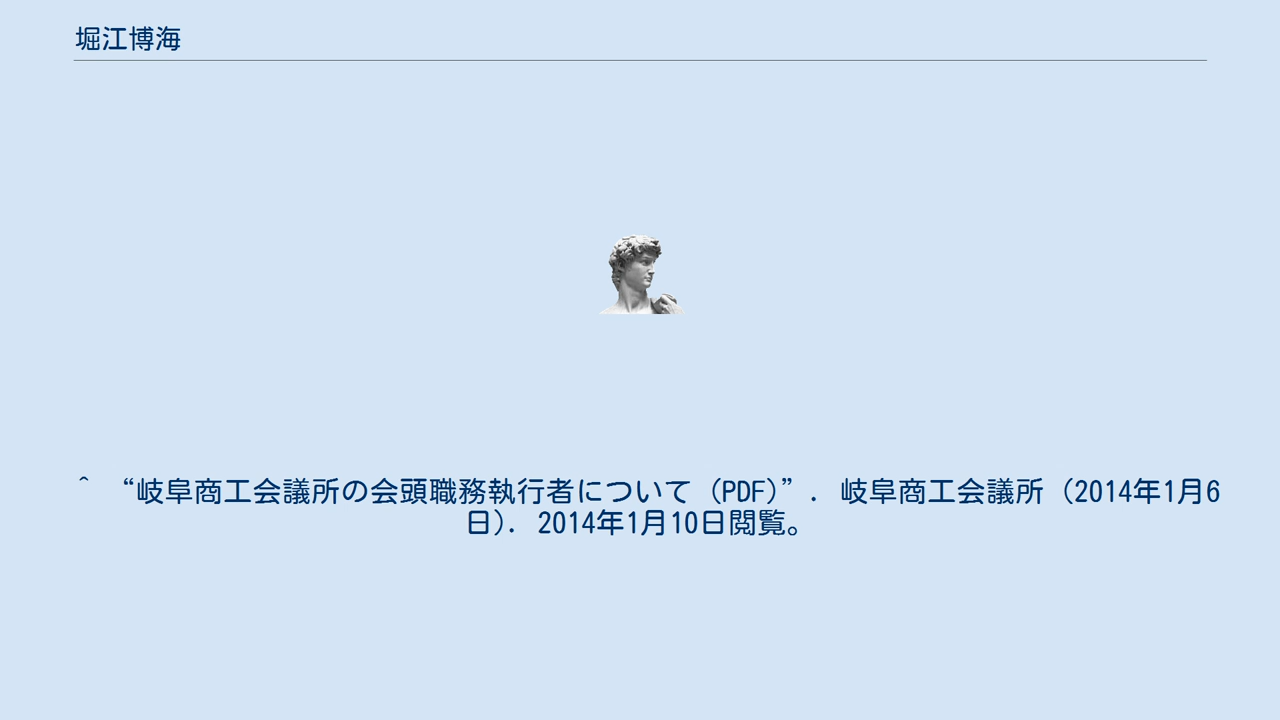 堀江博海
^ “岐阜商工会議所の会頭職務執行者について (PDF)”. 岐阜商工会議所 (2014年1月6
日). 2014年1月10日閲覧。